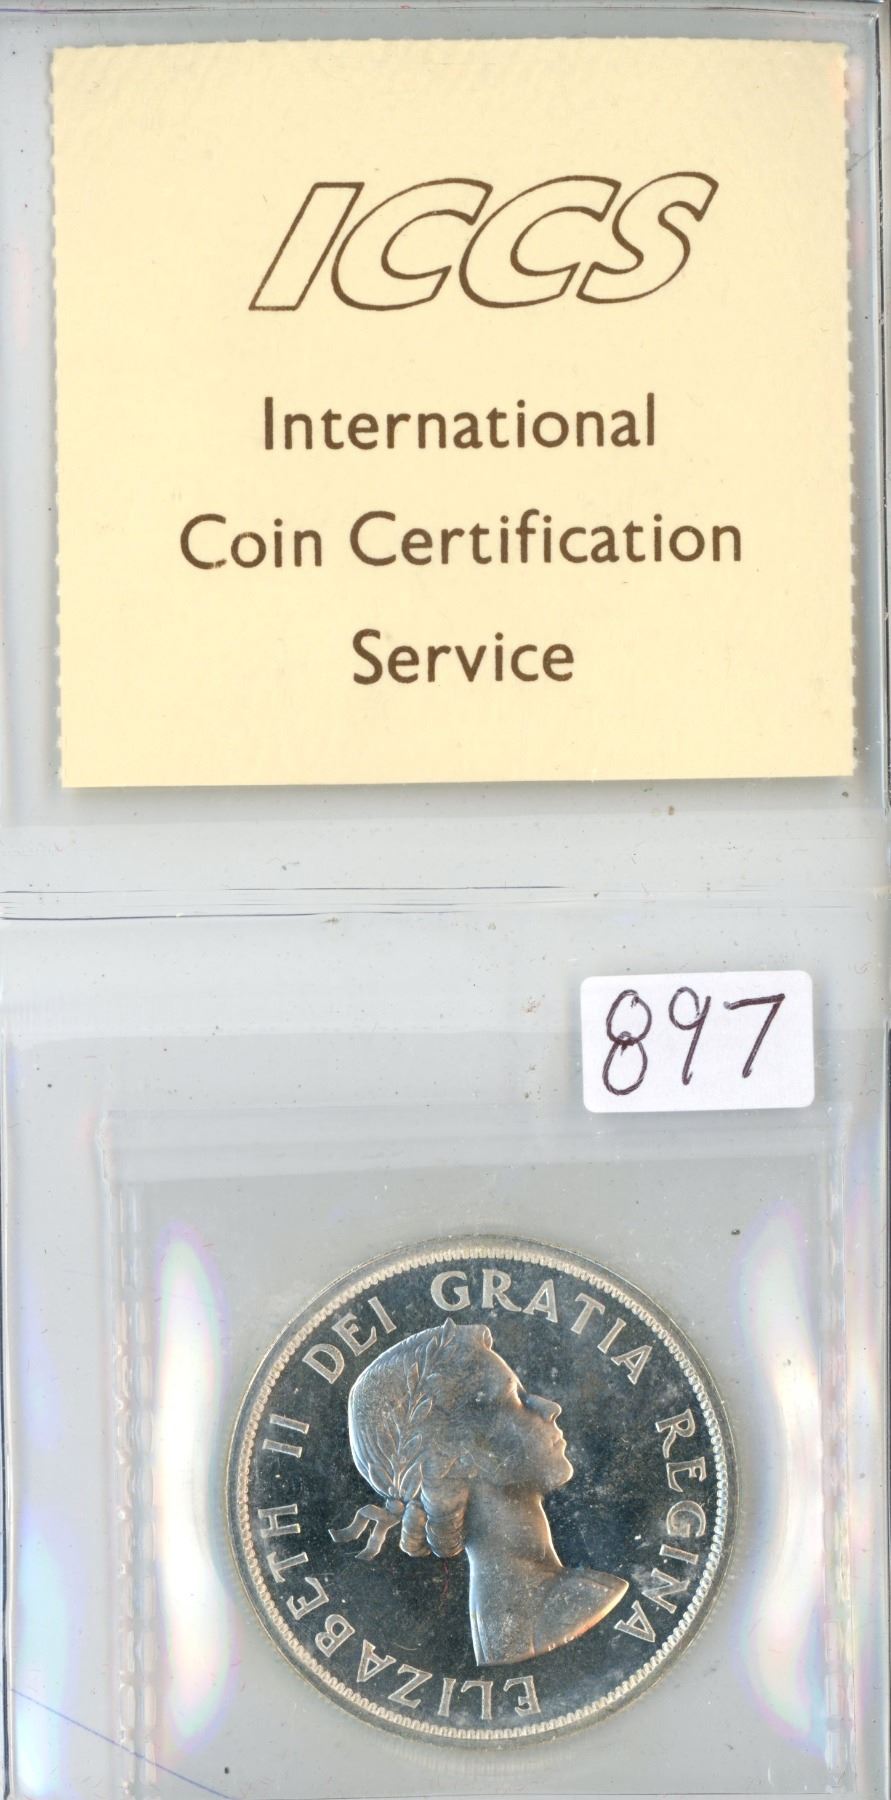 ICCS
International
Coin Certification
Service
897
ELIZABETH II DEI GRATIA REGINA